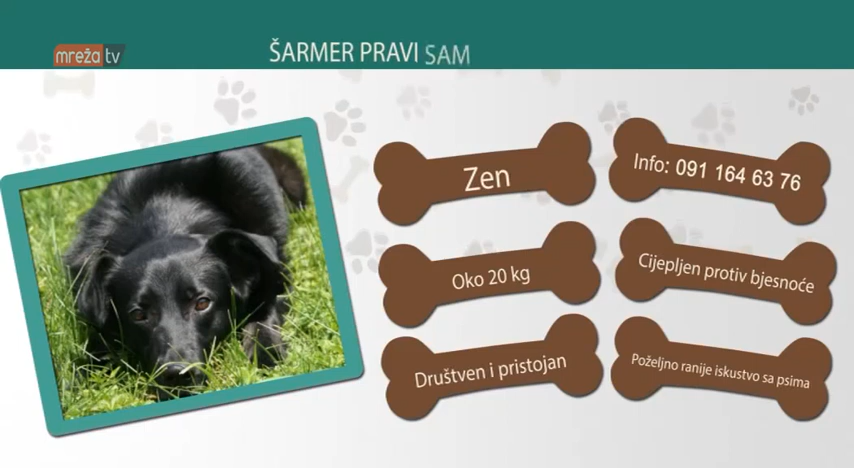 mreža tv
ŠARMER PRAVI SAM
Zen
Info: 091 164 63 76
Oko 20 kg
Cijepljen protiv bjesnoće
Društven i pristojan
Poželjno ranije iskustvo sa psima